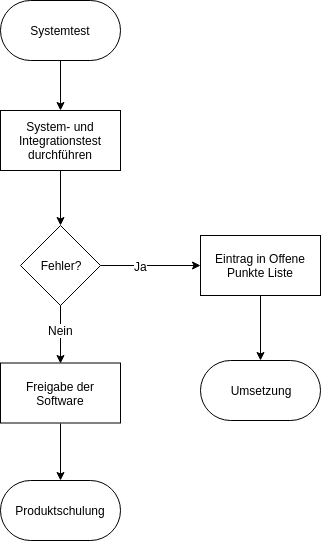 Systemtest
System- und
Integrationstest
durchführen
Fehler?
Ja
Eintrag in Offene
Punkte Liste
Nein
Freigabe der
Software
Umsetzung
Produktschulung